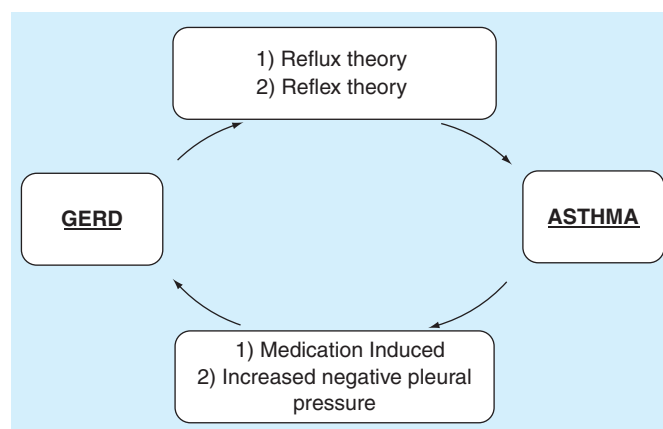 1) Reflux theory
2) Reflex theory
GERD
ASTHMA
1) Medication Induced
2) Increased negative pleural
pressure